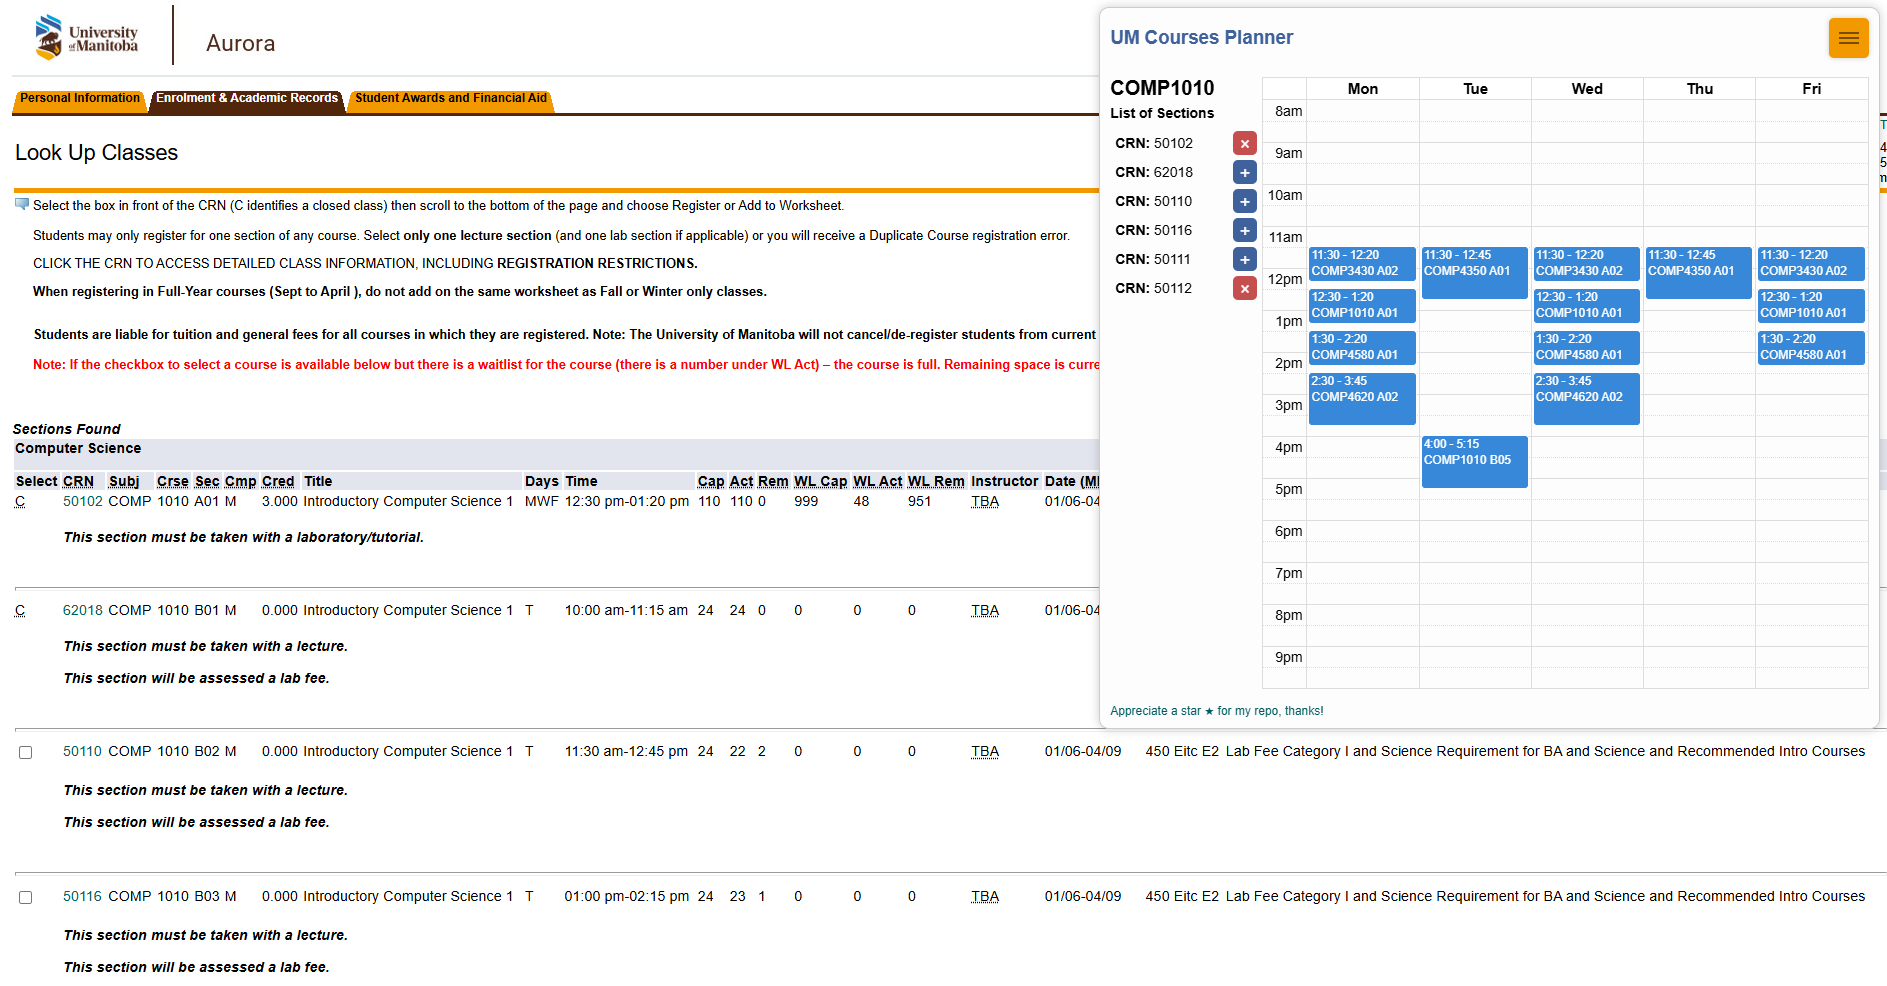 University
of Manitoba
Aurora
Personal Information
Enrolment & Academic Records
Student Awards and Financial Aid
Look Up Classes
Select the box in front of the CRN (C identifies a closed class) then scroll to the bottom of the page and choose Register or Add to Worksheet.
Students may only register for one section of any course. Select only one lecture section (and one lab section if applicable) or you will receive a Duplicate Course registration error.
CLICK THE CRN TO ACCESS DETAILED CLASS INFORMATION, INCLUDING REGISTRATION RESTRICTIONS.
When registering in Full-Year courses (Sept to April ), do not add on the same worksheet as Fall or Winter only classes.
Students are liable for tuition and general fees for all courses in which they are registered. Note: The University of Manitoba will not cancel/de-register students from current
Note: If the checkbox to select a course is available below but there is a waitlist for the course (there is a number under WL Act) – the course is full. Remaining space is curre
Sections Found
Computer Science
Select CRN Subj Crse Sec Cmp Cred Title Days Time Cap Act Rem WL Cap WL Act WL Rem Instructor Date (M
C 50102 COMP 1010 A01 M 3.000 Introductory Computer Science 1 MWF 12:30 pm-01:20 pm 110 110 0 999 48 951 TBA 01/06-04
This section must be taken with a laboratory/tutorial.
C 62018 COMP 1010 B01 M 0.000 Introductory Computer Science 1 T 10:00 am-11:15 am 24 24 0 0 0 0 TBA 01/06-04
This section must be taken with a lecture.
This section will be assessed a lab fee.
50110 COMP 1010 B02 M 0.000 Introductory Computer Science 1 T 11:30 am-12:45 pm 24 22 2 0 0 0 TBA 01/06-04/09 450 Eitc E2 Lab Fee Category I and Science Requirement for BA and Science and Recommended Intro Courses
This section must be taken with a lecture.
This section will be assessed a lab fee.
50116 COMP 1010 B03 M 0.000 Introductory Computer Science 1 T 01:00 pm-02:15 pm 24 23 1 0 0 0 TBA 01/06-04/09 450 Eitc E2 Lab Fee Category I and Science Requirement for BA and Science and Recommended Intro Courses
This section must be taken with a lecture.
This section will be assessed a lab fee.
UM Courses Planner
COMP1010
List of Sections
CRN: 50102 ×
CRN: 62018 +
CRN: 50110 +
CRN: 50116 +
CRN: 50111 +
CRN: 50112 ×
Mon Tue Wed Thu Fri
8am
9am
10am
11am
11:30 - 12:20 11:30 - 12:45 11:30 - 12:20 11:30 - 12:45 11:30 - 12:20
COMP3430 A02 COMP4350 A01 COMP3430 A02 COMP4350 A01 COMP3430 A02
12pm
12:30 - 1:20 12:30 - 1:20 12:30 - 1:20
COMP1010 A01 COMP1010 A01 COMP1010 A01
1pm
1:30 - 2:20 1:30 - 2:20 1:30 - 2:20
COMP4580 A01 COMP4580 A01 COMP4580 A01
2pm
2:30 - 3:45 2:30 - 3:45
COMP4620 A02 COMP4620 A02
3pm
4pm
4:00 - 5:15
COMP1010 B05
5pm
6pm
7pm
8pm
9pm
Appreciate a star ★ for my repo, thanks!